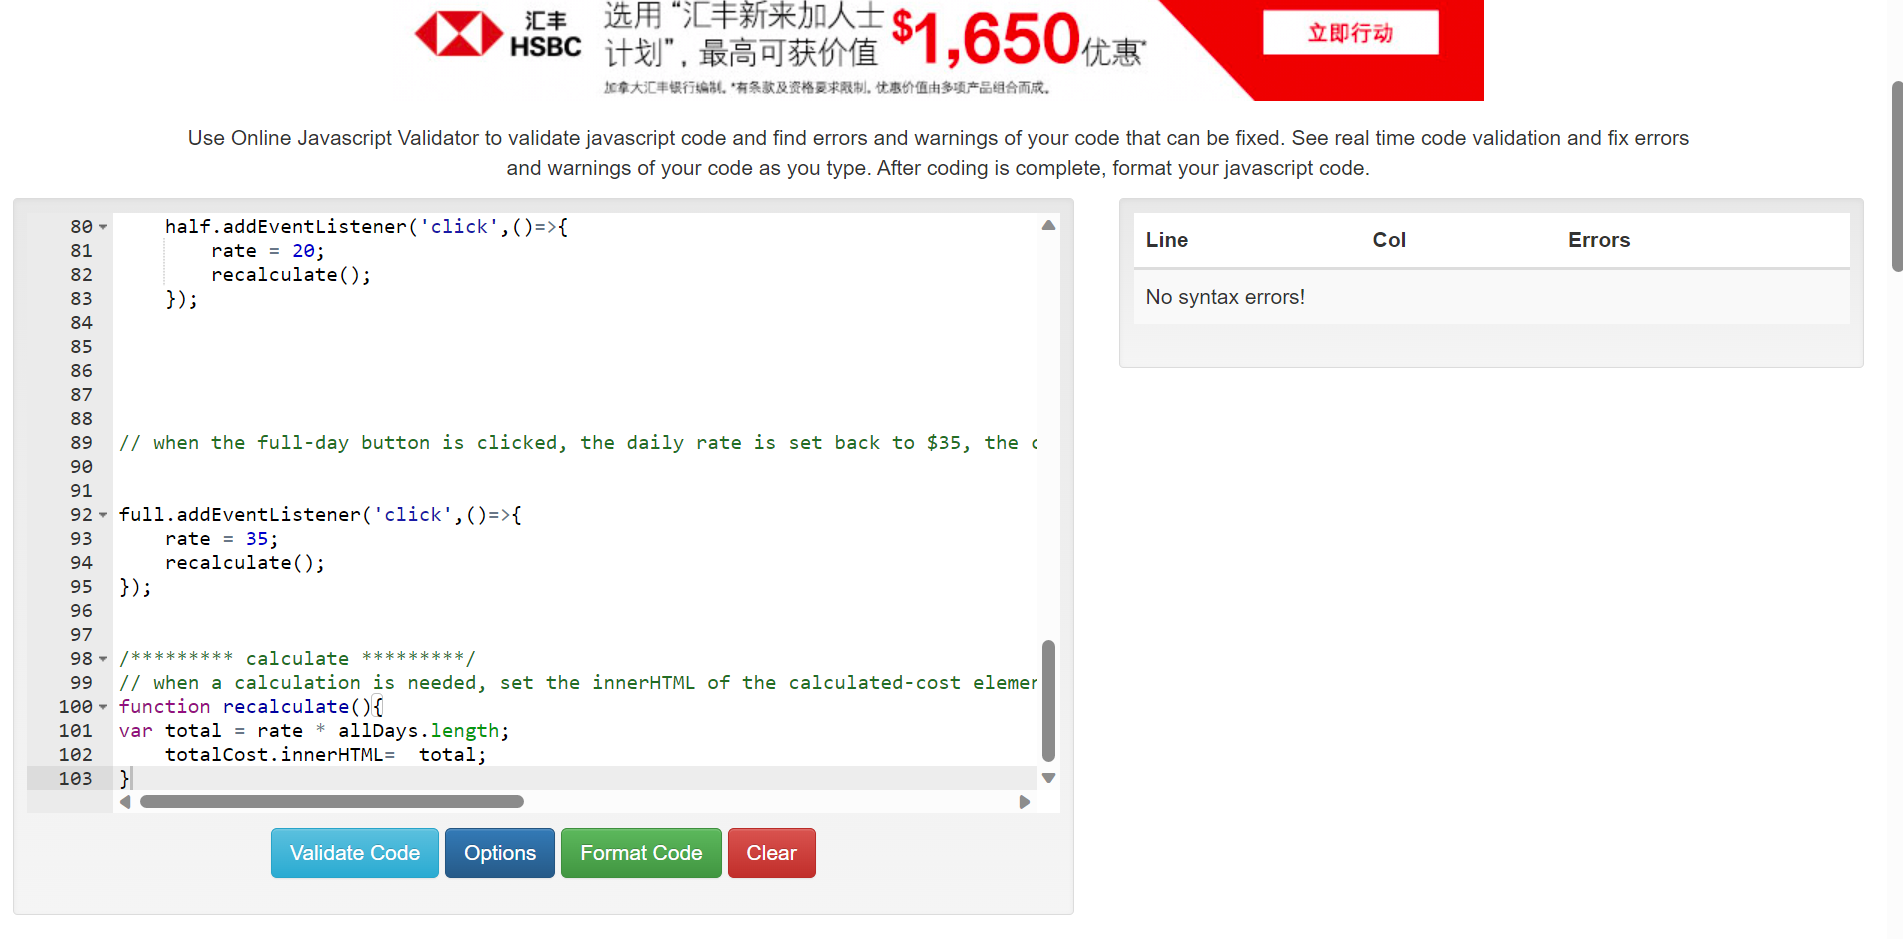 汇丰
HSBC
选用 “汇丰新来加人士
计划”, 最高可获价值
$1,650优惠*
加拿大汇丰银行编制。*有条款及资格要求限制。优惠价值由多项产品组合而成。
立即行动
Use Online Javascript Validator to validate javascript code and find errors and warnings of your code that can be fixed. See real time code validation and fix errors
and warnings of your code as you type. After coding is complete, format your javascript code.
80 half.addEventListener('click',()=>{
81 rate = 20;
82 recalculate();
83 });
84
85
86
87
88
89 // when the full-day button is clicked, the daily rate is set back to $35, the
90
91
92 full.addEventListener('click',()=>{
93 rate = 35;
94 recalculate();
95 });
96
97
98 /********* calculate *********/
99 // when a calculation is needed, set the innerHTML of the calculated-cost
100 function recalculate(){
101 var total = rate * allDays.length;
102 totalCost.innerHTML= total;
103 }
Validate Code Options Format Code Clear
Line Col Errors
No syntax errors!